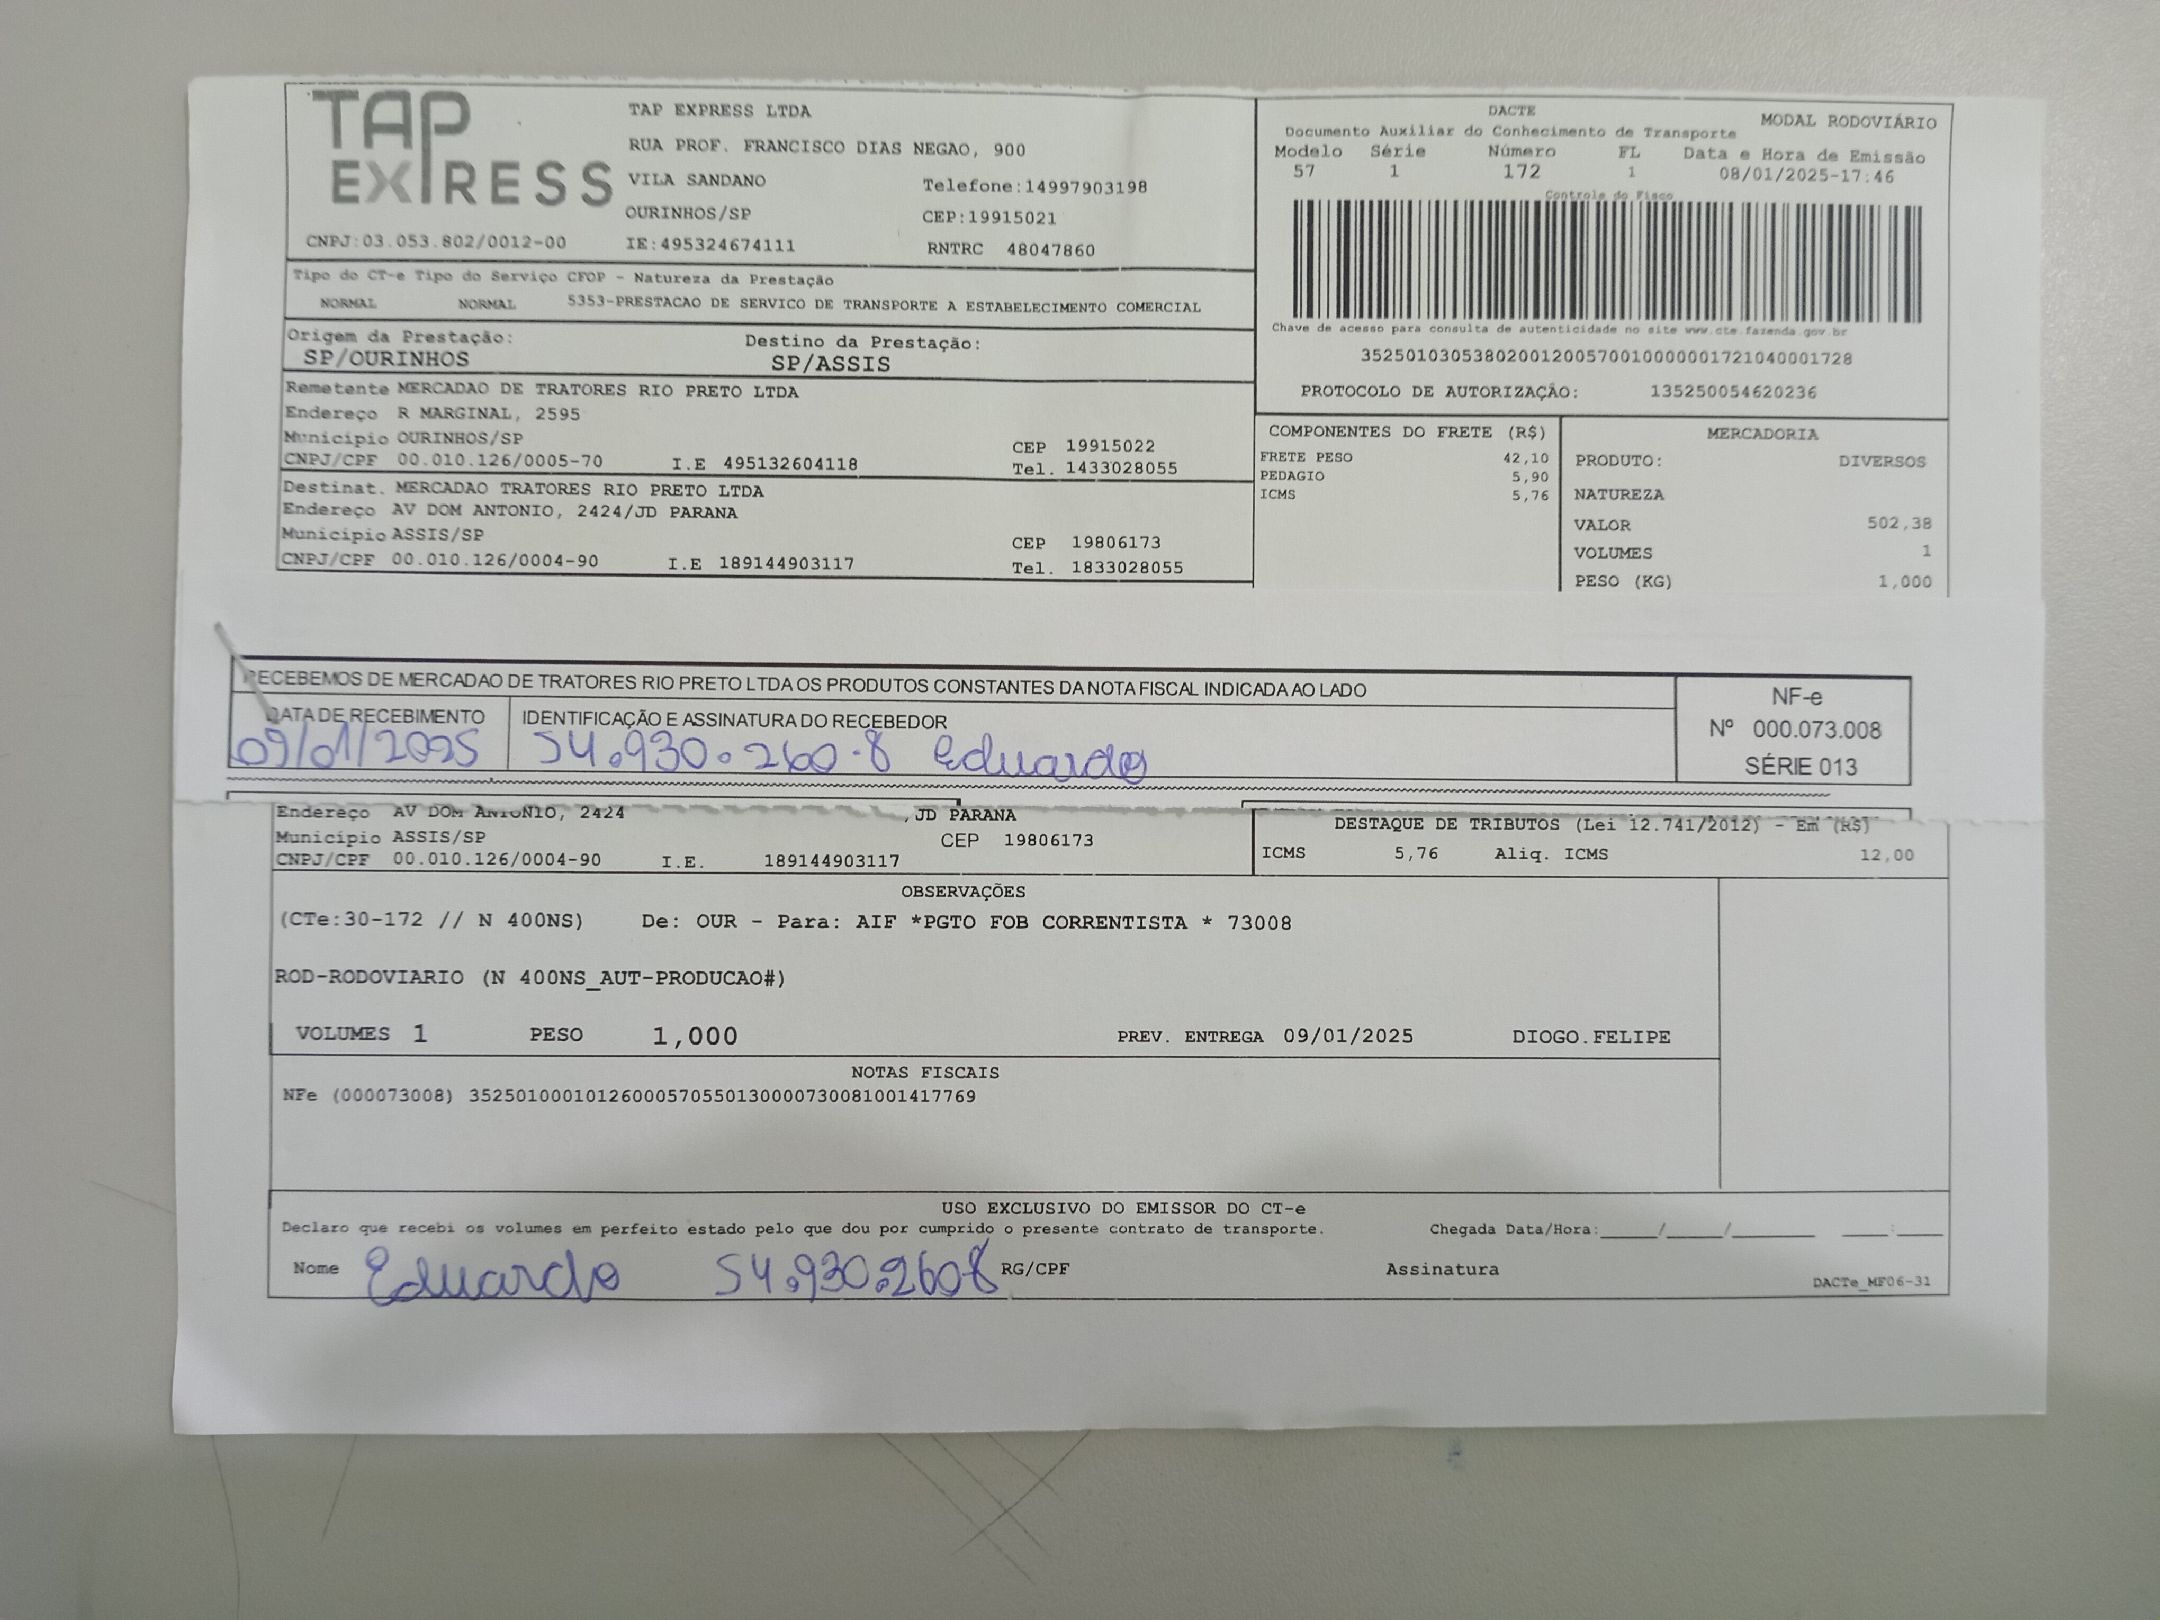 TAP EXPRESS
TAP EXPRESS LTDA
RUA PROF. FRANCISCO DIAS NEGAO, 900
VILA SANDANO Telefone:14997903198
OURINHOS/SP CEP:19915021
CNPJ:03.053.802/0012-00 IE:495324674111 RNTRC 48047860
Tipo do CT-e Tipo do Serviço CFOP - Natureza da Prestação
NORMAL NORMAL 5353-PRESTACAO DE SERVICO DE TRANSPORTE A ESTABELECIMENTO COMERCIAL
Origem da Prestação: Destino da Prestação:
SP/OURINHOS SP/ASSIS
Remetente MERCADAO DE TRATORES RIO PRETO LTDA
Endereço R MARGINAL, 2595
Município OURINHOS/SP CEP 19915022
CNPJ/CPF 00.010.126/0005-70 I.E 495132604118 Tel. 1433028055
Destinat. MERCADAO TRATORES RIO PRETO LTDA
Endereço AV DOM ANTONIO, 2424/JD PARANA
Município ASSIS/SP CEP 19806173
CNPJ/CPF 00.010.126/0004-90 I.E 189144903117 Tel. 1833028055
DACTE MODAL RODOVIÁRIO
Documento Auxiliar do Conhecimento de Transporte
Modelo Série Número FL Data e Hora de Emissão
57 1 172 1 08/01/2025-17:46
Controle do Fisco
Chave de acesso para consulta de autenticidade no site www.cte.fazenda.gov.br
35250103053802001200570010000001721040001728
PROTOCOLO DE AUTORIZAÇÃO: 135250054620236
COMPONENTES DO FRETE (R$)
FRETE PESO 42,10
PEDAGIO 5,90
ICMS 5,76
MERCADORIA
PRODUTO: DIVERSOS
NATUREZA
VALOR 502,38
VOLUMES 1
PESO (KG) 1,000
RECEBEMOS DE MERCADAO DE TRATORES RIO PRETO LTDA OS PRODUTOS CONSTANTES DA NOTA FISCAL INDICADA AO LADO
DATA DE RECEBIMENTO IDENTIFICAÇÃO E ASSINATURA DO RECEBEDOR
09/01/2025 54.930.260-8 Eduardo
NF-e
Nº 000.073.008
SÉRIE 013
Endereço AV DOM ANTONIO, 2424 ,JD PARANA
Município ASSIS/SP CEP 19806173
CNPJ/CPF 00.010.126/0004-90 I.E. 189144903117
DESTAQUE DE TRIBUTOS (Lei 12.741/2012) - Em (R$)
ICMS 5,76 Aliq. ICMS 12,00
OBSERVAÇÕES
(CTe:30-172 // N 400NS) De: OUR - Para: AIF *PGTO FOB CORRENTISTA * 73008
ROD-RODOVIARIO (N 400NS_AUT-PRODUCAO#)
VOLUMES 1 PESO 1,000 PREV. ENTREGA 09/01/2025 DIOGO.FELIPE
NOTAS FISCAIS
NFe (000073008) 35250100010126000570550130000730081001417769
USO EXCLUSIVO DO EMISSOR DO CT-e
Declaro que recebi os volumes em perfeito estado pelo que dou por cumprido o presente contrato de transporte. Chegada Data/Hora:_____/_____/________ ____:____
Nome Eduardo 54.930.260-8 RG/CPF Assinatura
DACTe_MF06-31